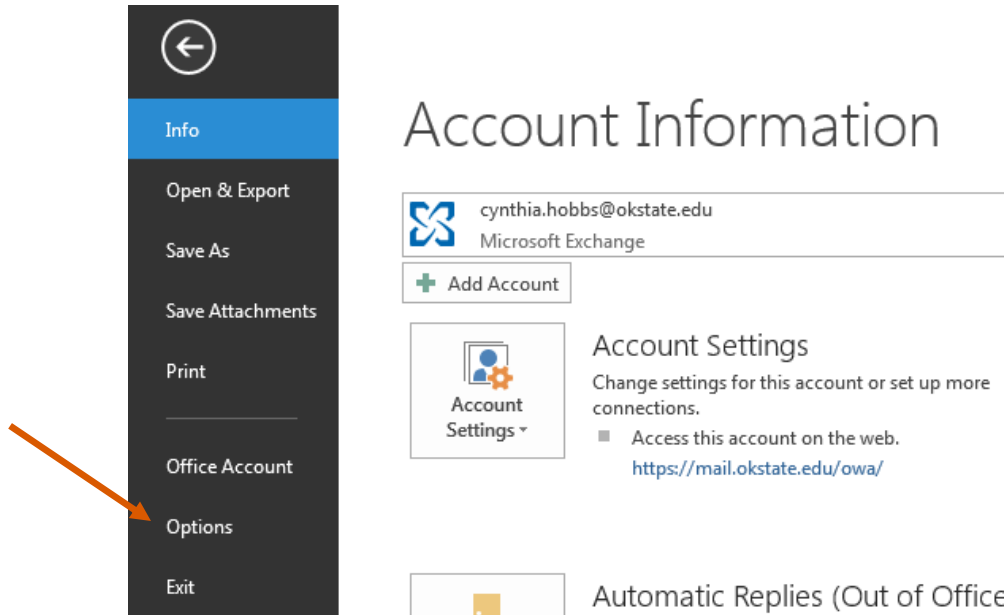 Info
Open & Export
Save As
Save Attachments
Print
Office Account
Options
Exit
Account Information
cynthia.hobbs@okstate.edu
Microsoft Exchange
Add Account
Account
Settings
Account Settings
Change settings for this account or set up more
connections.
Access this account on the web.
https://mail.okstate.edu/owa/
Automatic Replies (Out of Office